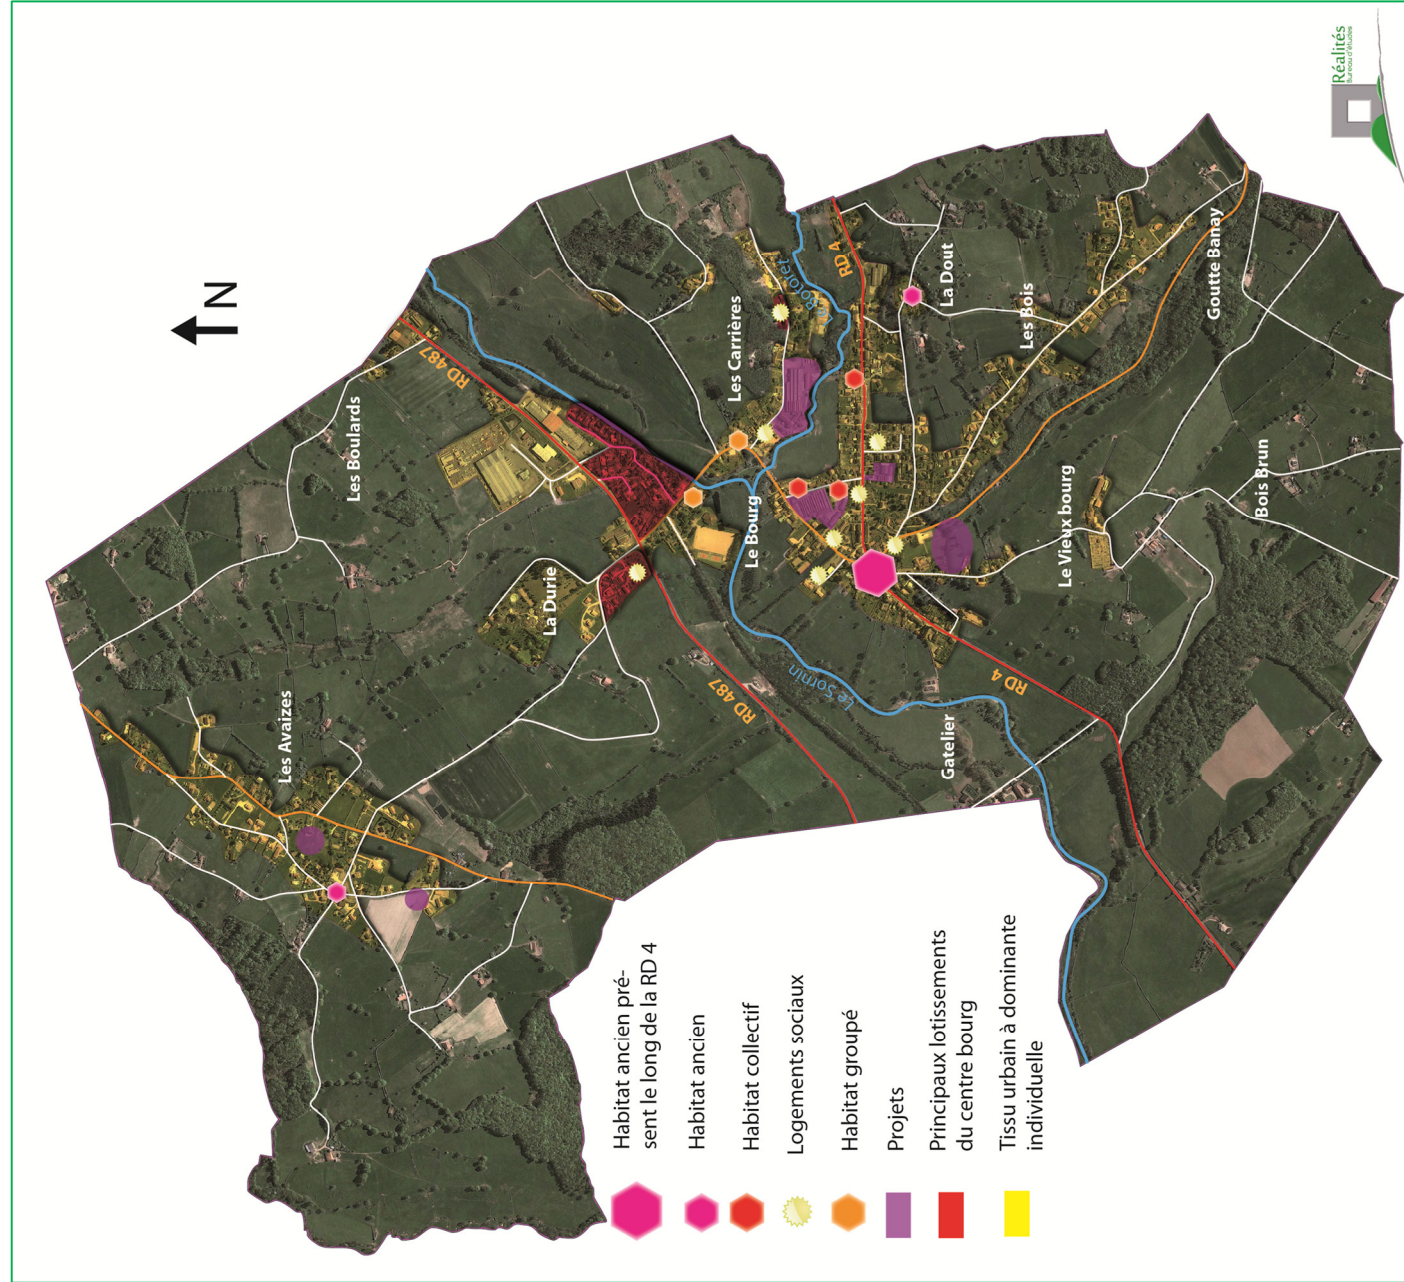 Réalités
Bureau d'études
N
RD 487
Les Boulards
Les Carrières
Le Botoret
RD 4
La Dout
Les Bois
Goutte Banay
La Durie
Le Bourg
Le Vieux bourg
Bois Brun
Les Avaizes
RD 487
Le Sornin
RD 4
Gatelier
Habitat ancien pré-
sent le long de la RD 4
Habitat ancien
Habitat collectif
Logements sociaux
Habitat groupé
Projets
Principaux lotissements
du centre bourg
Tissu urbain à dominante
individuelle